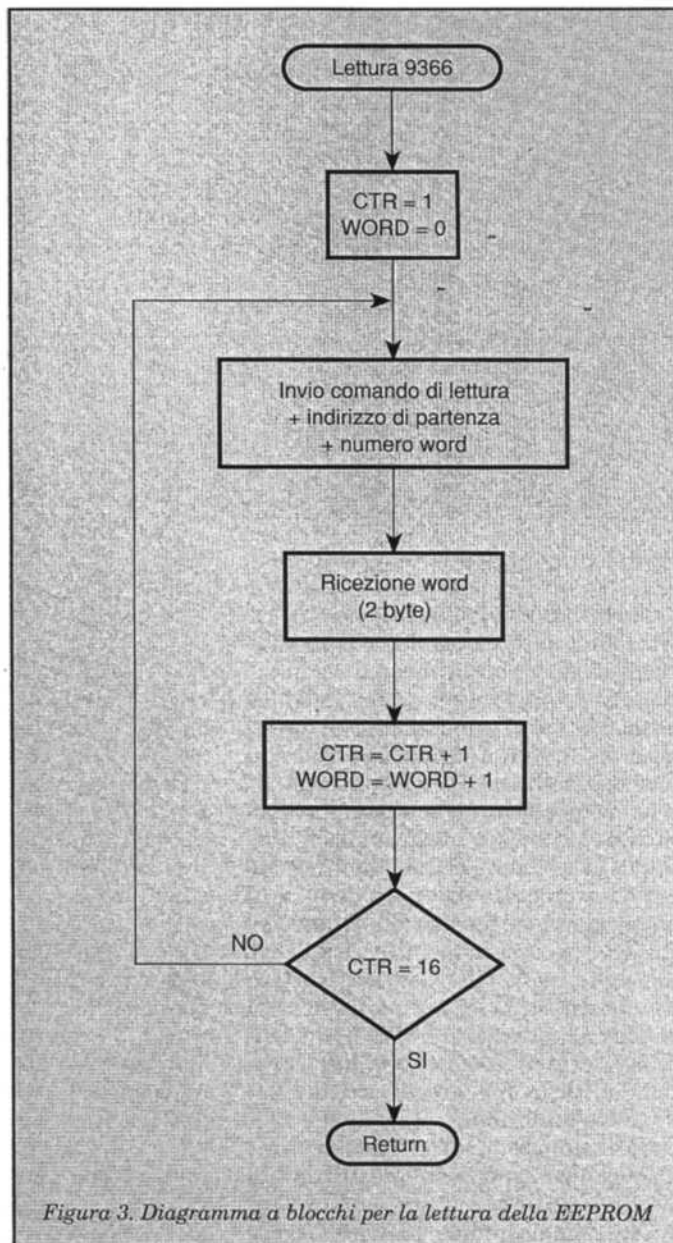 Lettura 9366
CTR = 1
WORD = 0
Invio comando di lettura
+ indirizzo di partenza
+ numero word
Ricezione word
(2 byte)
CTR = CTR + 1
WORD = WORD + 1
NO
CTR = 16
SI
Return
Figura 3. Diagramma a blocchi per la lettura della EEPROM